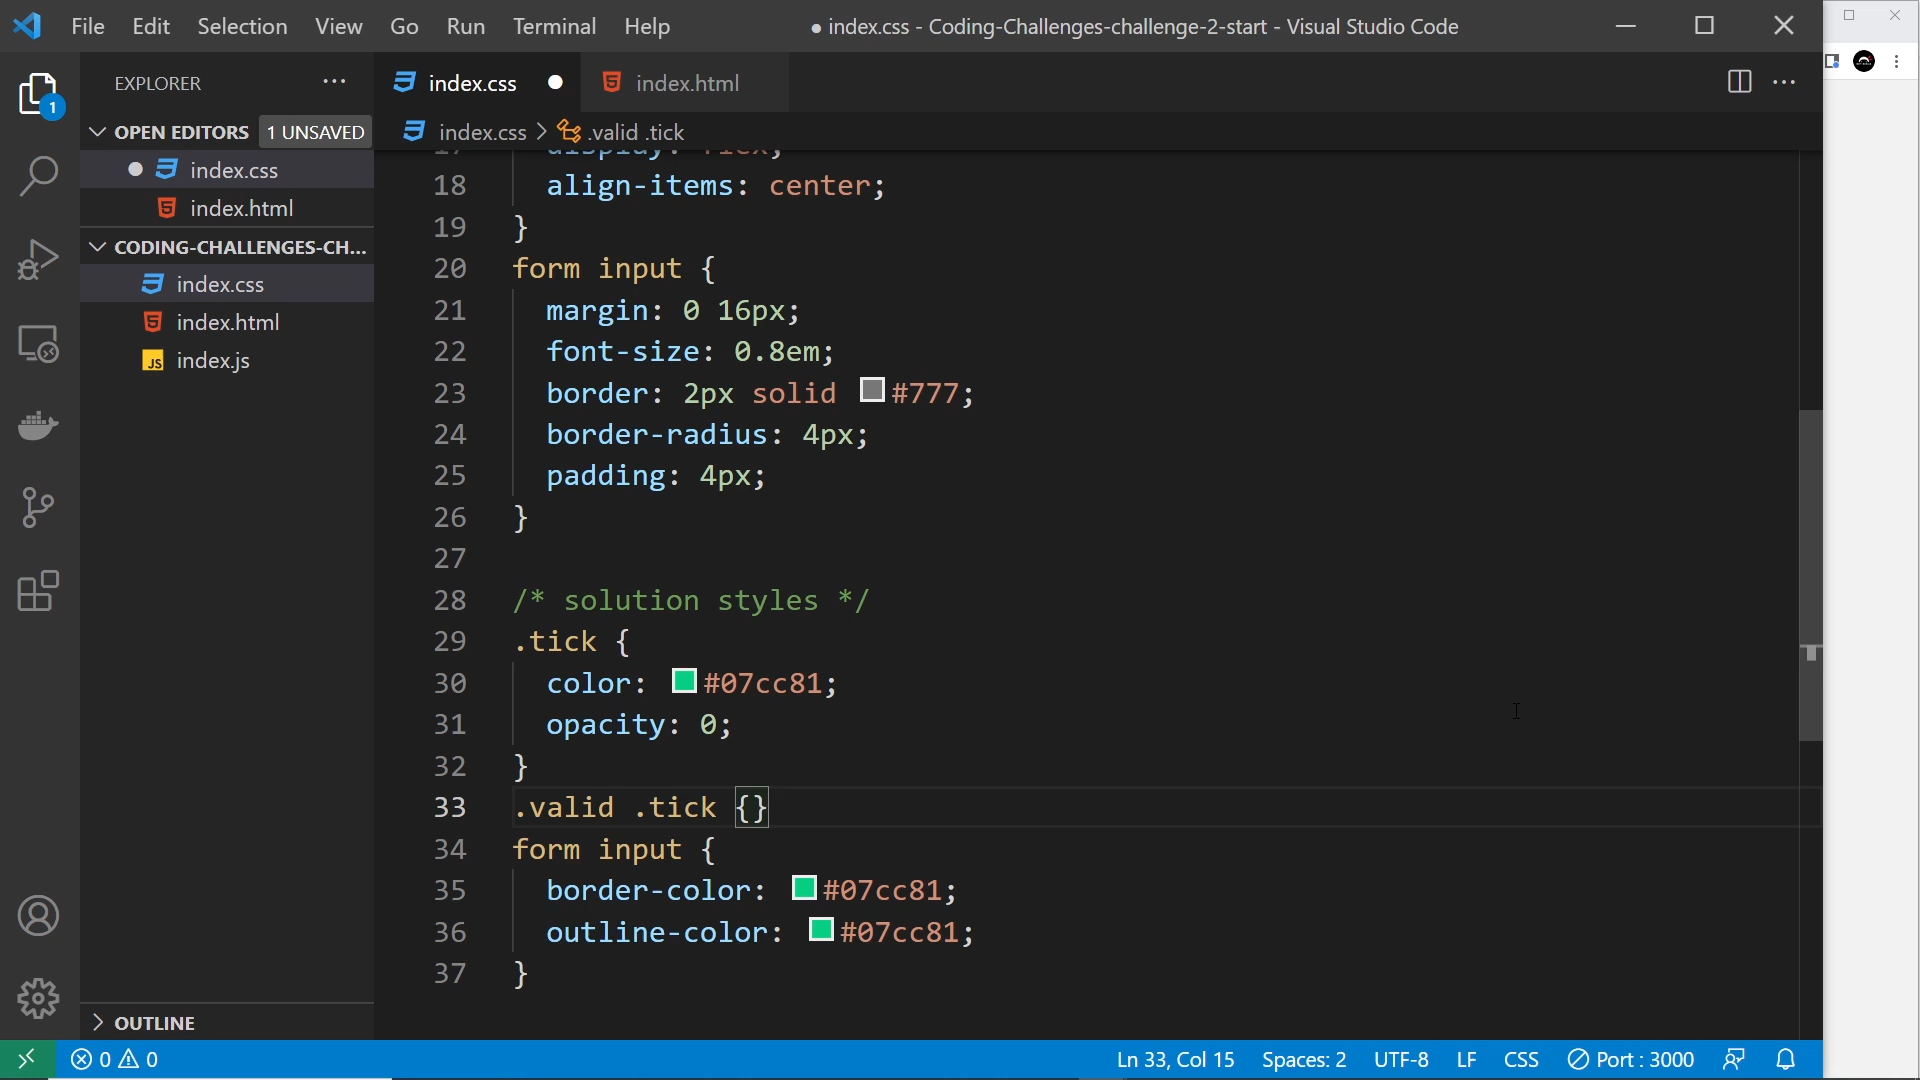 File Edit Selection View Go Run Terminal Help
● index.css - Coding-Challenges-challenge-2-start - Visual Studio Code
EXPLORER
OPEN EDITORS 1 UNSAVED
index.css
index.html
CODING-CHALLENGES-CH...
index.css
index.html
JS index.js
OUTLINE
1
index.css
index.html
index.css > .valid .tick
17 display: flex;
18 align-items: center;
19 }
20 form input {
21 margin: 0 16px;
22 font-size: 0.8em;
23 border: 2px solid #777;
24 border-radius: 4px;
25 padding: 4px;
26 }
27
28 /* solution styles */
29 .tick {
30 color: #07cc81;
31 opacity: 0;
32 }
33 .valid .tick {}
34 form input {
35 border-color: #07cc81;
36 outline-color: #07cc81;
37 }
0 0
Ln 33, Col 15 Spaces: 2 UTF-8 LF CSS Port : 3000